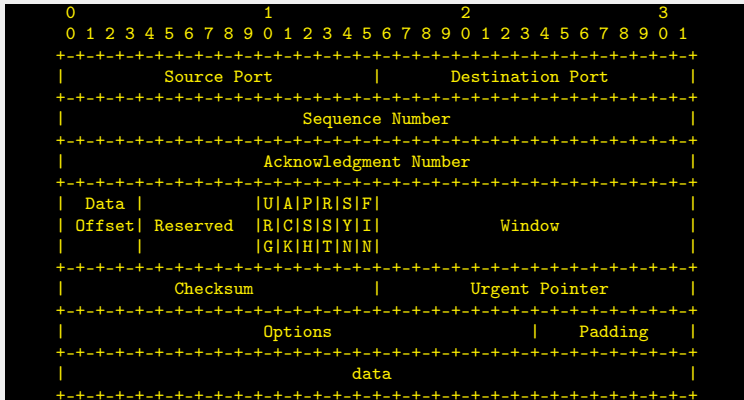 0                   1                   2                   3
 0 1 2 3 4 5 6 7 8 9 0 1 2 3 4 5 6 7 8 9 0 1 2 3 4 5 6 7 8 9 0 1
+-+-+-+-+-+-+-+-+-+-+-+-+-+-+-+-+-+-+-+-+-+-+-+-+-+-+-+-+-+-+-+-+
|          Source Port          |       Destination Port        |
+-+-+-+-+-+-+-+-+-+-+-+-+-+-+-+-+-+-+-+-+-+-+-+-+-+-+-+-+-+-+-+-+
|                        Sequence Number                        |
+-+-+-+-+-+-+-+-+-+-+-+-+-+-+-+-+-+-+-+-+-+-+-+-+-+-+-+-+-+-+-+-+
|                    Acknowledgment Number                      |
+-+-+-+-+-+-+-+-+-+-+-+-+-+-+-+-+-+-+-+-+-+-+-+-+-+-+-+-+-+-+-+-+
|  Data |           |U|A|P|R|S|F|                               |
| Offset| Reserved  |R|C|S|S|Y|I|            Window             |
|       |           |G|K|H|T|N|N|                               |
+-+-+-+-+-+-+-+-+-+-+-+-+-+-+-+-+-+-+-+-+-+-+-+-+-+-+-+-+-+-+-+-+
|           Checksum            |         Urgent Pointer        |
+-+-+-+-+-+-+-+-+-+-+-+-+-+-+-+-+-+-+-+-+-+-+-+-+-+-+-+-+-+-+-+-+
|                    Options                    |    Padding    |
+-+-+-+-+-+-+-+-+-+-+-+-+-+-+-+-+-+-+-+-+-+-+-+-+-+-+-+-+-+-+-+-+
|                             data                              |
+-+-+-+-+-+-+-+-+-+-+-+-+-+-+-+-+-+-+-+-+-+-+-+-+-+-+-+-+-+-+-+-+